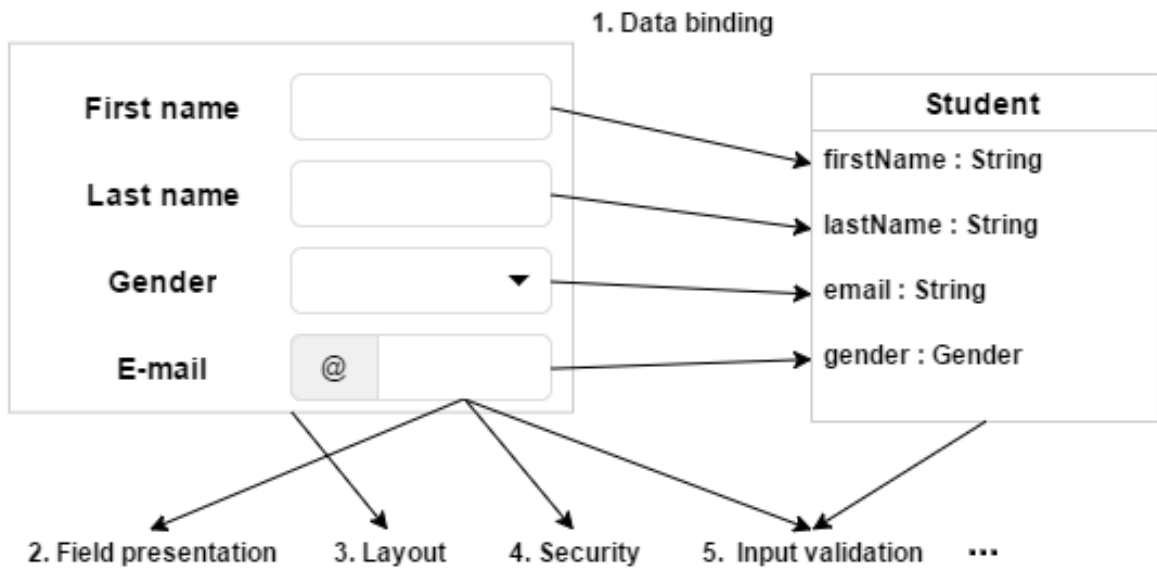 1. Data binding
First name
Last name
Gender
E-mail
@
Student
firstName : String
lastName : String
email : String
gender : Gender
2. Field presentation
3. Layout
4. Security
5. Input validation
...